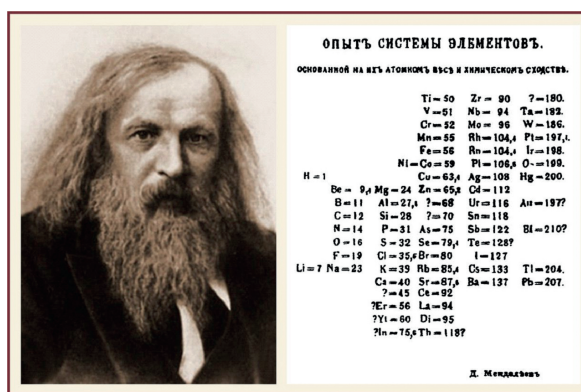 ОПЫТЪ СИСТЕМЫ ЭЛЕМЕНТОВЪ.
ОСНОВАННОЙ НА ИХЪ АТОМНОМЪ ВѢСѢ И ХИМИЧЕСКОМЪ СХОДСТВѢ.
Ti = 50 Zr = 90 ? = 180.
V = 51 Nb = 94 Ta = 182.
Cr = 52 Mo = 96 W = 186.
Mn = 55 Rh = 104,4 Pt = 197,1.
Fe = 56 Rn = 104,4 Ir = 198.
Ni = Co = 59 Pl = 106,6 O- = 199.
H = 1 Cu = 63,4 Ag = 108 Hg = 200.
Be = 9,4 Mg = 24 Zn = 65,2 Cd = 112
B = 11 Al = 27,1 ? = 68 Ur = 116 Au = 197?
C = 12 Si = 28 ? = 70 Sn = 118
N = 14 P = 31 As = 75 Sb = 122 Bi = 210?
O = 16 S = 32 Se = 79,4 Te = 128?
F = 19 Cl = 35,5 Br = 80 I = 127
Li = 7 Na = 23 K = 39 Rb = 85,4 Cs = 133 Tl = 204.
Ca = 40 Sr = 87,6 Ba = 137 Pb = 207.
? = 45 Ce = 92
?Er = 56 La = 94
?Yt = 60 Di = 95
?In = 75,6 Th = 118?
Д. Менделѣевъ